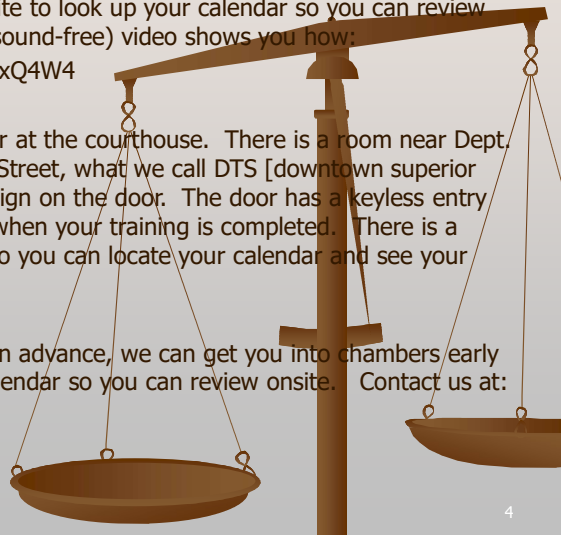 ite to look up your calendar so you can review
sound-free) video shows you how:
xQ4W4
r at the courthouse.  There is a room near Dept.
Street, what we call DTS [downtown superior
ign on the door.  The door has a keyless entry
when your training is completed.  There is a
o you can locate your calendar and see your
n advance, we can get you into chambers early
lendar so you can review onsite.   Contact us at:
4